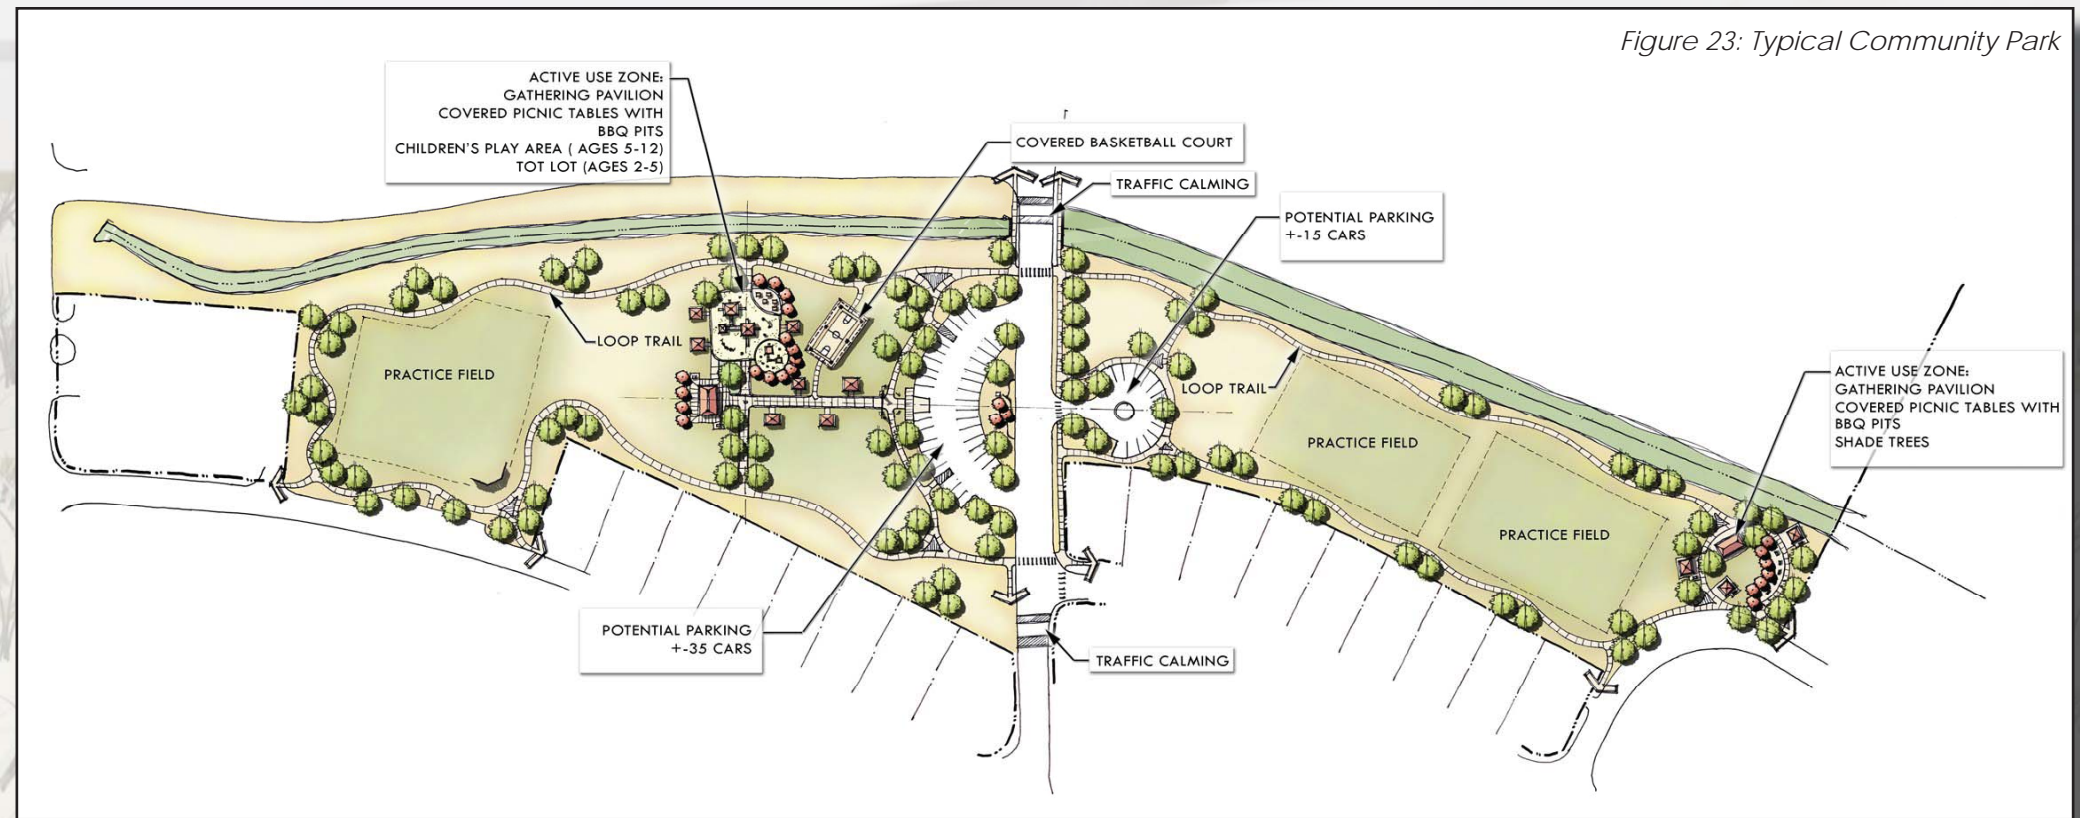 Figure 23: Typical Community Park
ACTIVE USE ZONE:
GATHERING PAVILION
COVERED PICNIC TABLES WITH
BBQ PITS
CHILDREN'S PLAY AREA ( AGES 5-12)
TOT LOT (AGES 2-5)
COVERED BASKETBALL COURT
TRAFFIC CALMING
POTENTIAL PARKING
+-15 CARS
LOOP TRAIL
PRACTICE FIELD
LOOP TRAIL
ACTIVE USE ZONE:
GATHERING PAVILION
COVERED PICNIC TABLES WITH
BBQ PITS
SHADE TREES
PRACTICE FIELD
PRACTICE FIELD
POTENTIAL PARKING
+-35 CARS
TRAFFIC CALMING